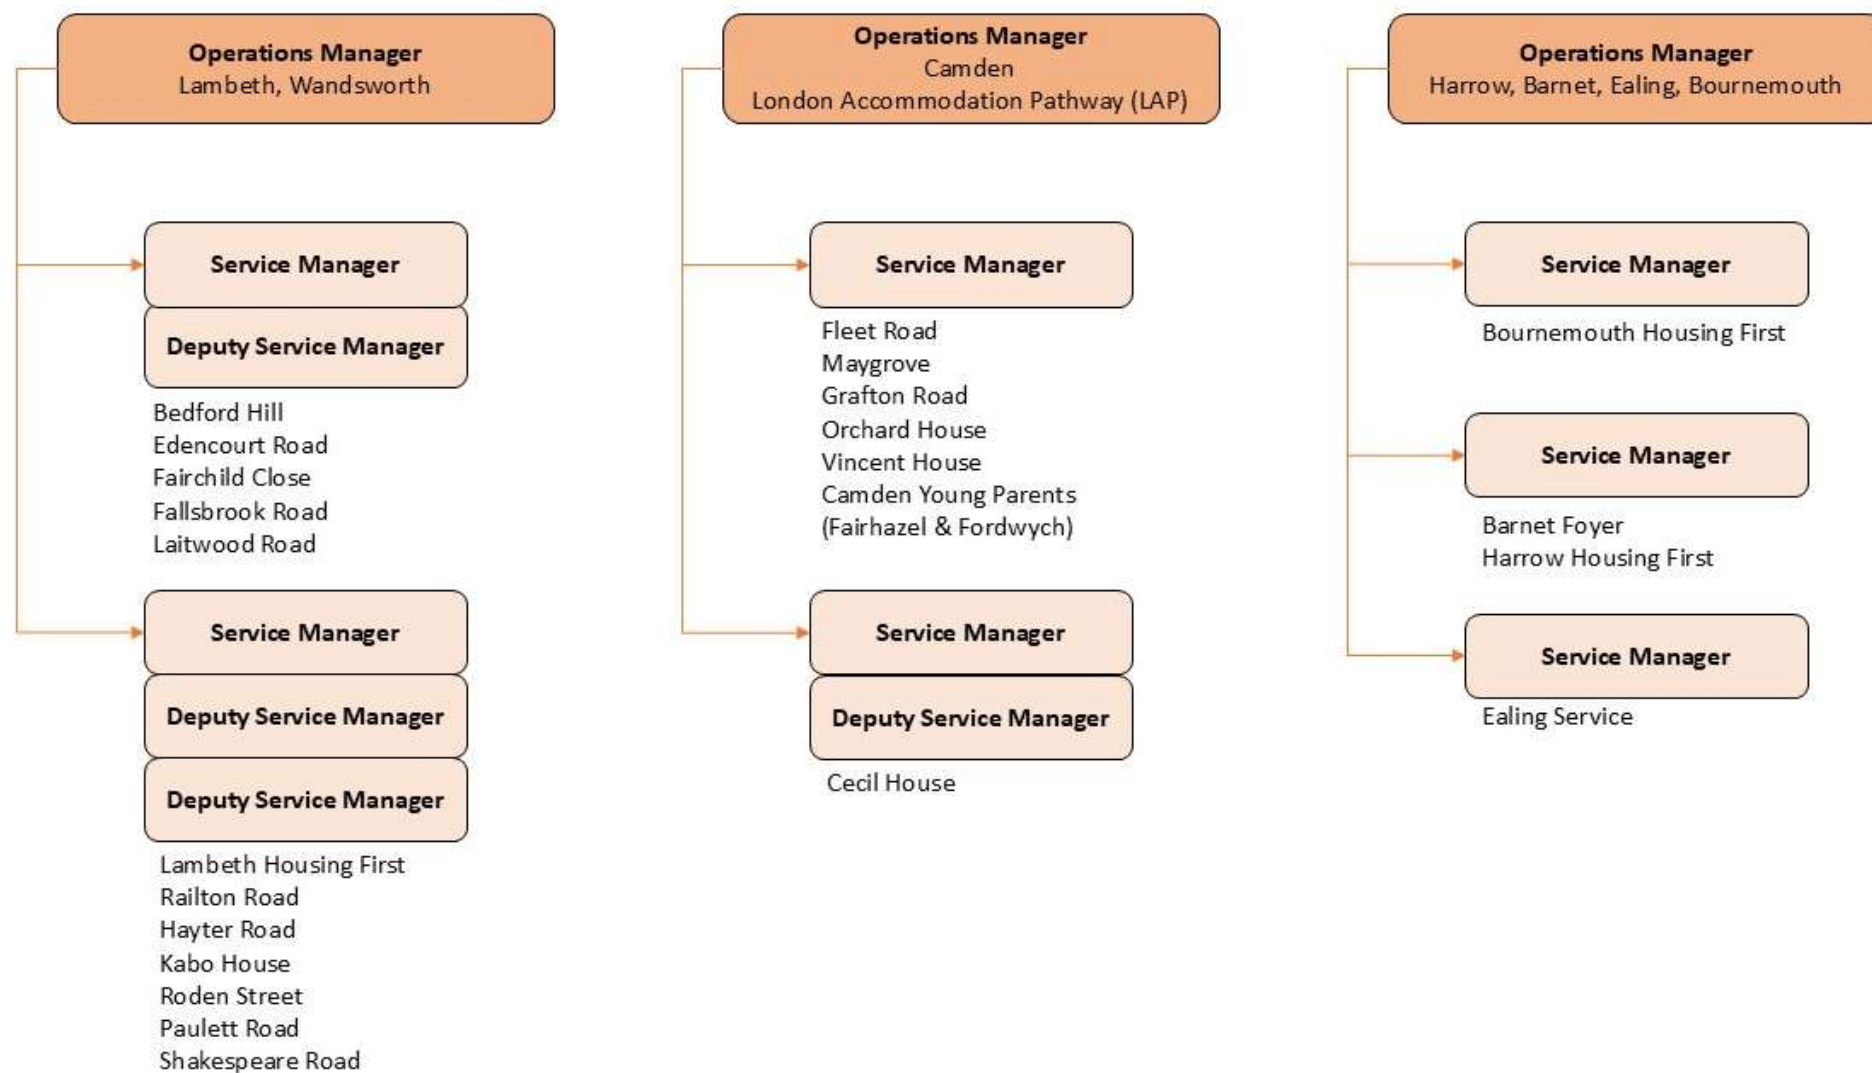 Operations Manager
Lambeth, Wandsworth
Service Manager
Deputy Service Manager
Bedford Hill
Edencourt Road
Fairchild Close
Fallsbrook Road
Laitwood Road
Service Manager
Deputy Service Manager
Deputy Service Manager
Lambeth Housing First
Railton Road
Hayter Road
Kabo House
Roden Street
Paulett Road
Shakespeare Road
Operations Manager
Camden
London Accommodation Pathway (LAP)
Service Manager
Fleet Road
Maygrove
Grafton Road
Orchard House
Vincent House
Camden Young Parents
(Fairhazel & Fordwych)
Service Manager
Deputy Service Manager
Cecil House
Operations Manager
Harrow, Barnet, Ealing, Bournemouth
Service Manager
Bournemouth Housing First
Service Manager
Barnet Foyer
Harrow Housing First
Service Manager
Ealing Service